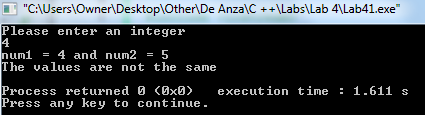 "C:\Users\Owner\Desktop\Other\De Anza\C ++\Labs\Lab 4\Lab41.exe"
Please enter an integer
4
num1 = 4 and num2 = 5
The values are not the same
Process returned 0 (0x0)   execution time : 1.611 s
Press any key to continue.